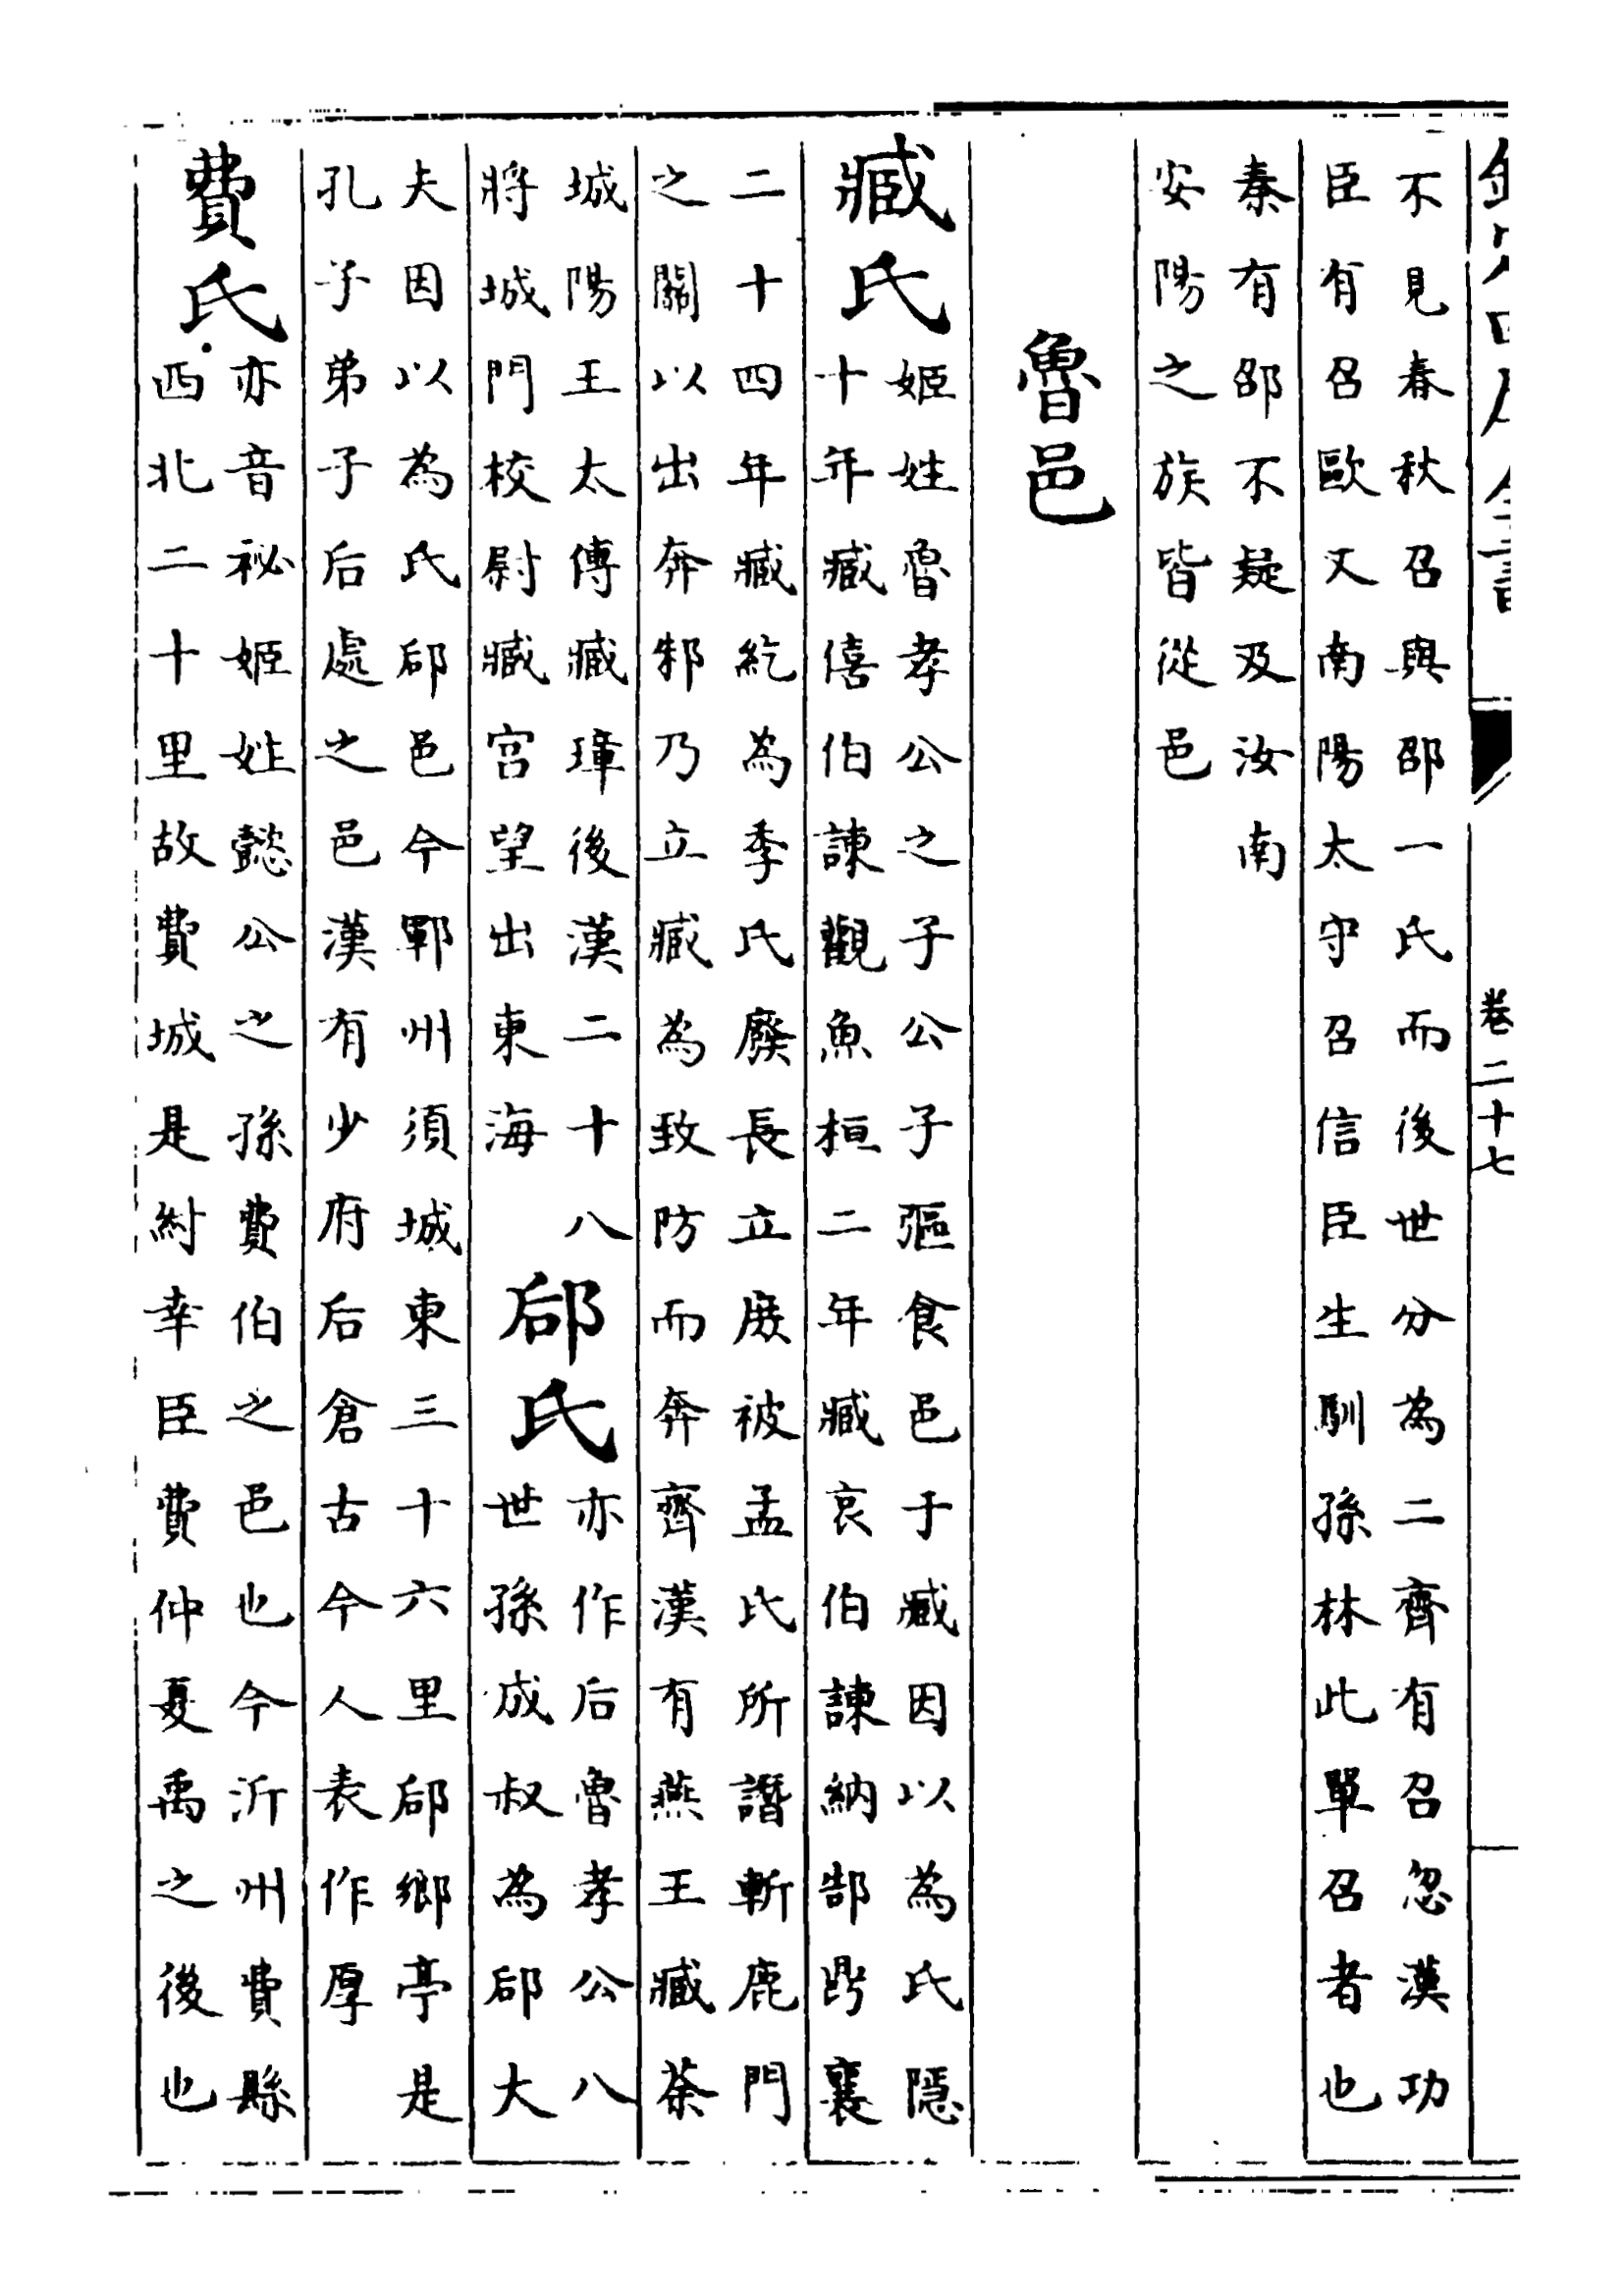 欽定四庫全書
卷二十七
不見春秋召與邵一氏而後世分為二齊有召忽漢功
臣有召歐又南陽太守召信臣生馴孫林此單召者也
秦有邵不疑及汝南
安陽之族皆從邑
魯邑
臧氏
姬姓魯孝公之子公子彄食邑于臧因以為氏隱
十年臧僖伯諫觀魚桓二年臧哀伯諫納郜鼎襄
二十四年臧紇為季氏廢長立庶被孟氏所譖斬鹿門
之關以出奔邾乃立臧為致防而奔齊漢有燕王臧荼
城陽王太傅臧璋後漢二十八
將城門校尉臧宫望出東海
郈氏
亦作后魯孝公八
世孫成叔為郈大
夫因以為氏郈邑今鄆州須城東三十六里郈鄉亭是
孔子弟子后處之邑漢有少府后倉古今人表作厚
費氏
亦音祕姬姓懿公之孫費伯之邑也今沂州費縣
西北二十里故費城是紂幸臣費仲夏禹之後也